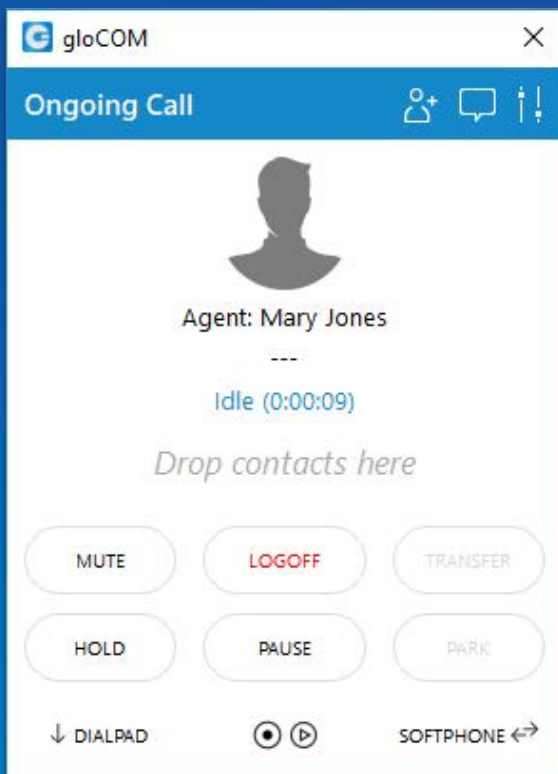 gloCOM
Ongoing Call
Agent: Mary Jones
---
Idle (0:00:09)
Drop contacts here
MUTE LOGOFF TRANSFER
HOLD PAUSE PARK
DIALPAD SOFTPHONE